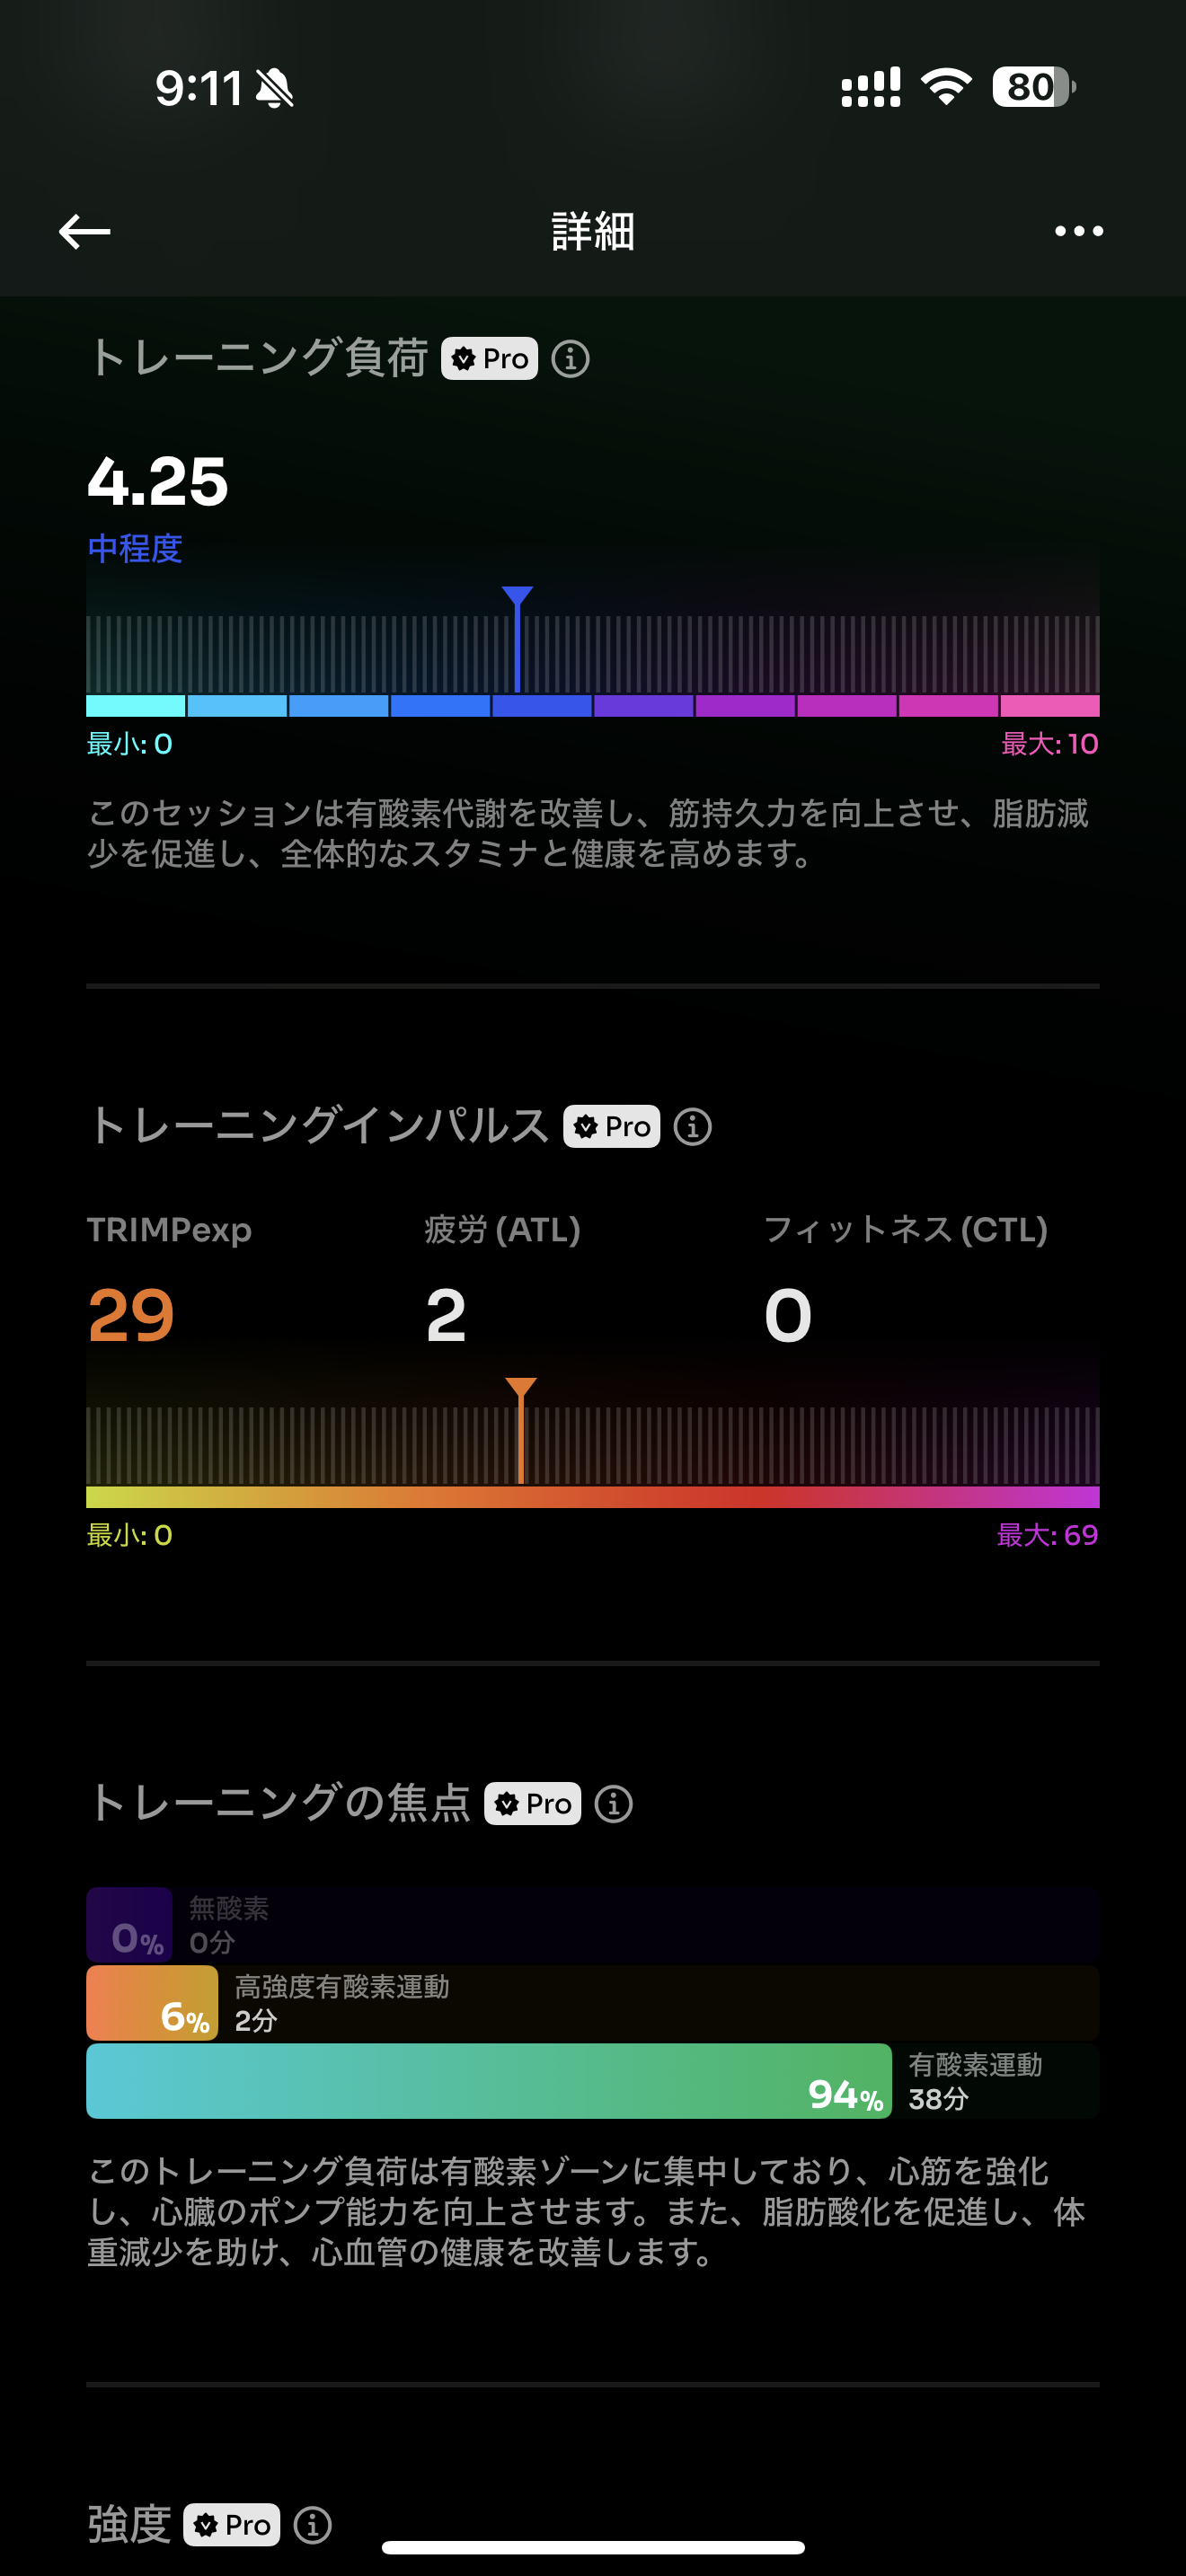 9:11
80
詳細
トレーニング負荷 Pro
4.25
中程度
最小: 0
最大: 10
このセッションは有酸素代謝を改善し、筋持久力を向上させ、脂肪減
少を促進し、全体的なスタミナと健康を高めます。
トレーニングインパルス Pro
TRIMPexp
疲労 (ATL)
フィットネス (CTL)
29
2
0
最小: 0
最大: 69
トレーニングの焦点 Pro
0%
無酸素
0分
6%
高強度有酸素運動
2分
94%
有酸素運動
38分
このトレーニング負荷は有酸素ゾーンに集中しており、心筋を強化
し、心臓のポンプ能力を向上させます。また、脂肪酸化を促進し、体
重減少を助け、心血管の健康を改善します。
強度 Pro